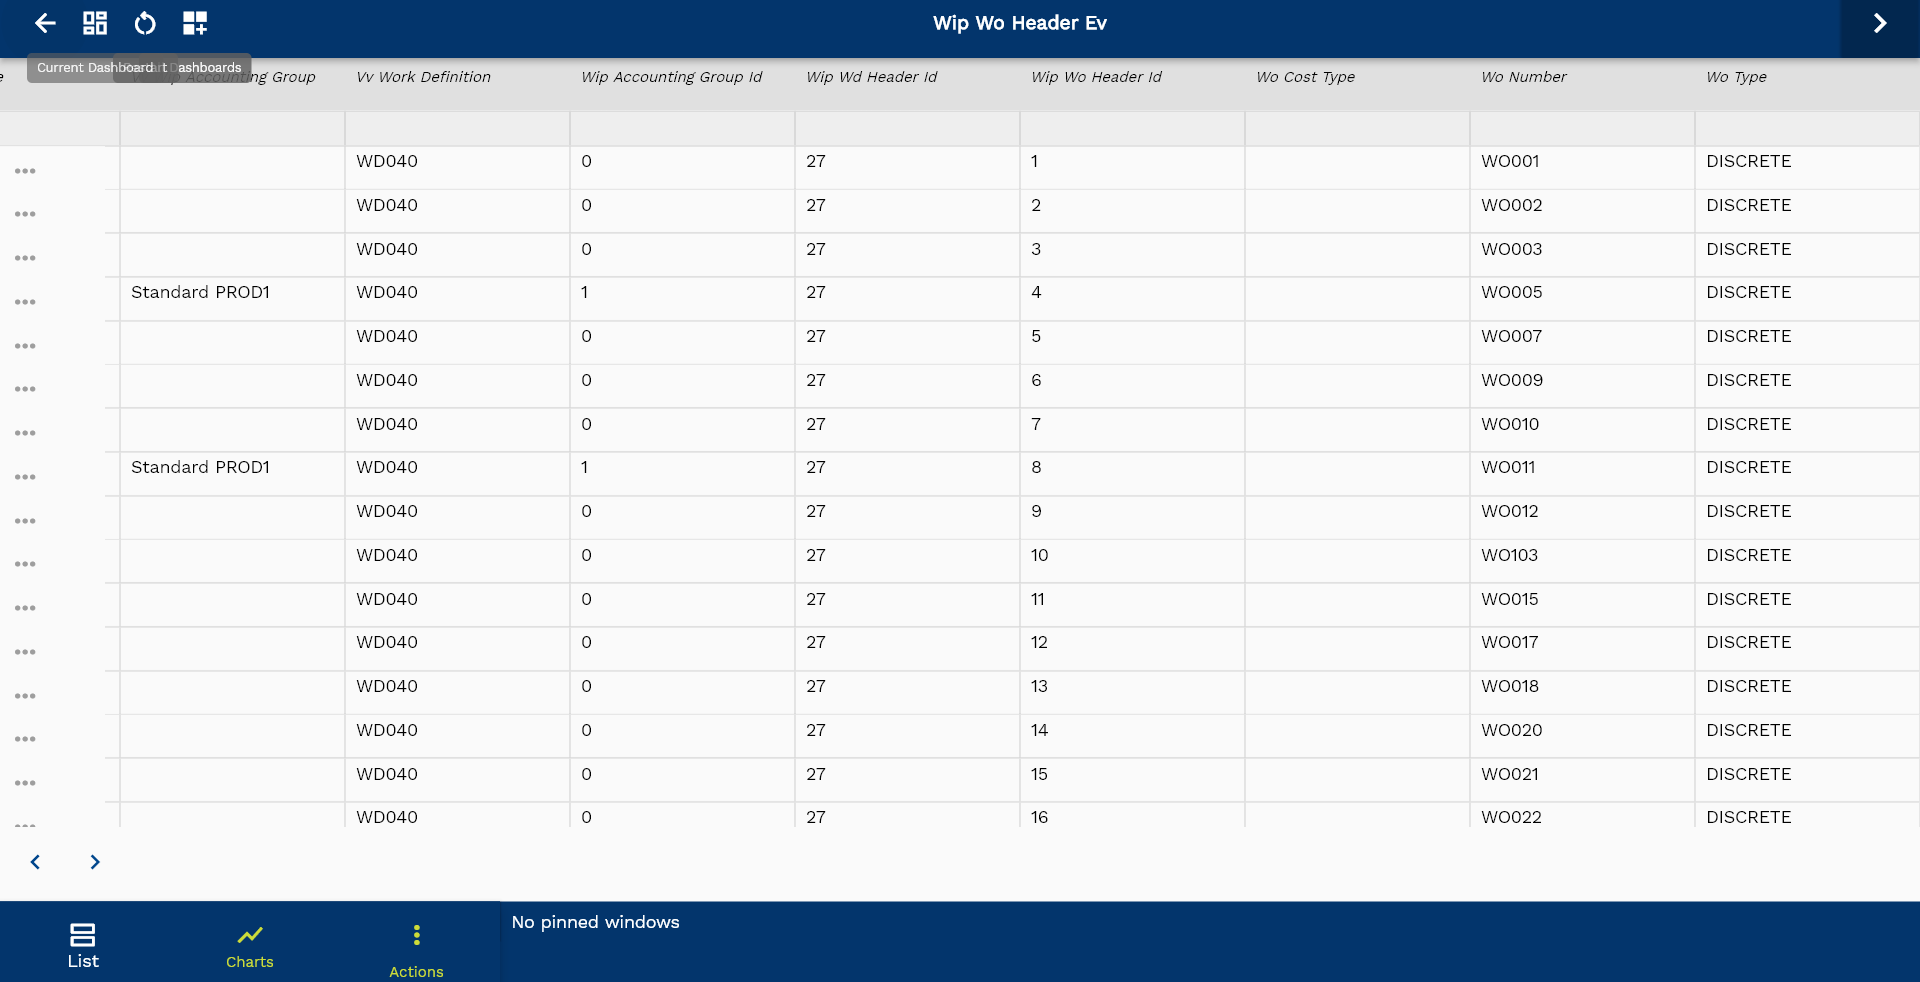 Wip Wo Header Ev
Current Dashboard t Dashboards
e Accounting Group Vv Work Definition Wip Accounting Group Id Wip Wd Header Id Wip Wo Header Id Wo Cost Type Wo Number Wo Type
WD040 0 27 1 WO001 DISCRETE
WD040 0 27 2 WO002 DISCRETE
WD040 0 27 3 WO003 DISCRETE
Standard PROD1 WD040 1 27 4 WO005 DISCRETE
WD040 0 27 5 WO007 DISCRETE
WD040 0 27 6 WO009 DISCRETE
WD040 0 27 7 WO010 DISCRETE
Standard PROD1 WD040 1 27 8 WO011 DISCRETE
WD040 0 27 9 WO012 DISCRETE
WD040 0 27 10 WO103 DISCRETE
WD040 0 27 11 WO015 DISCRETE
WD040 0 27 12 WO017 DISCRETE
WD040 0 27 13 WO018 DISCRETE
WD040 0 27 14 WO020 DISCRETE
WD040 0 27 15 WO021 DISCRETE
WD040 0 27 16 WO022 DISCRETE
No pinned windows
List Charts Actions